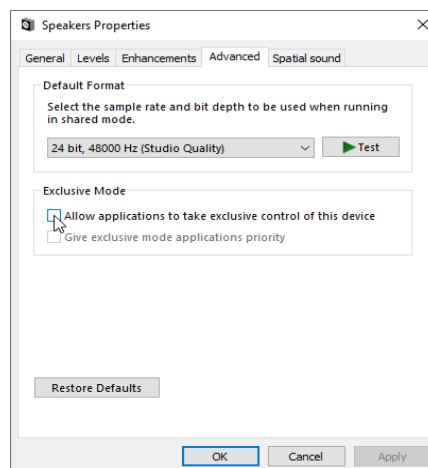 Speakers Properties
General Levels Enhancements Advanced Spatial sound
Default Format
Select the sample rate and bit depth to be used when running
in shared mode.
24 bit, 48000 Hz (Studio Quality)
Test
Exclusive Mode
Allow applications to take exclusive control of this device
Give exclusive mode applications priority
Restore Defaults
OK Cancel Apply